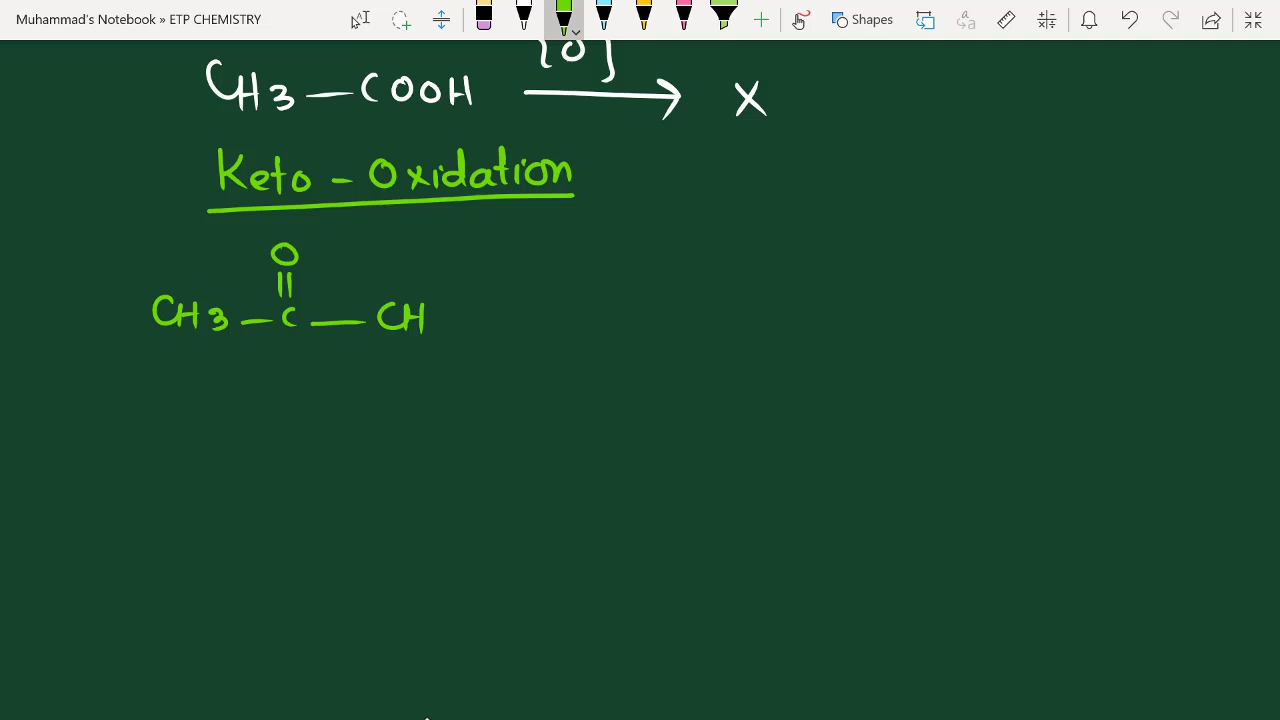 Muhammad's Notebook » ETP CHEMISTRY
Shapes
[O]
CH3 — COOH ⟶ X
Keto - Oxidation
O
||
CH3 — C — CH